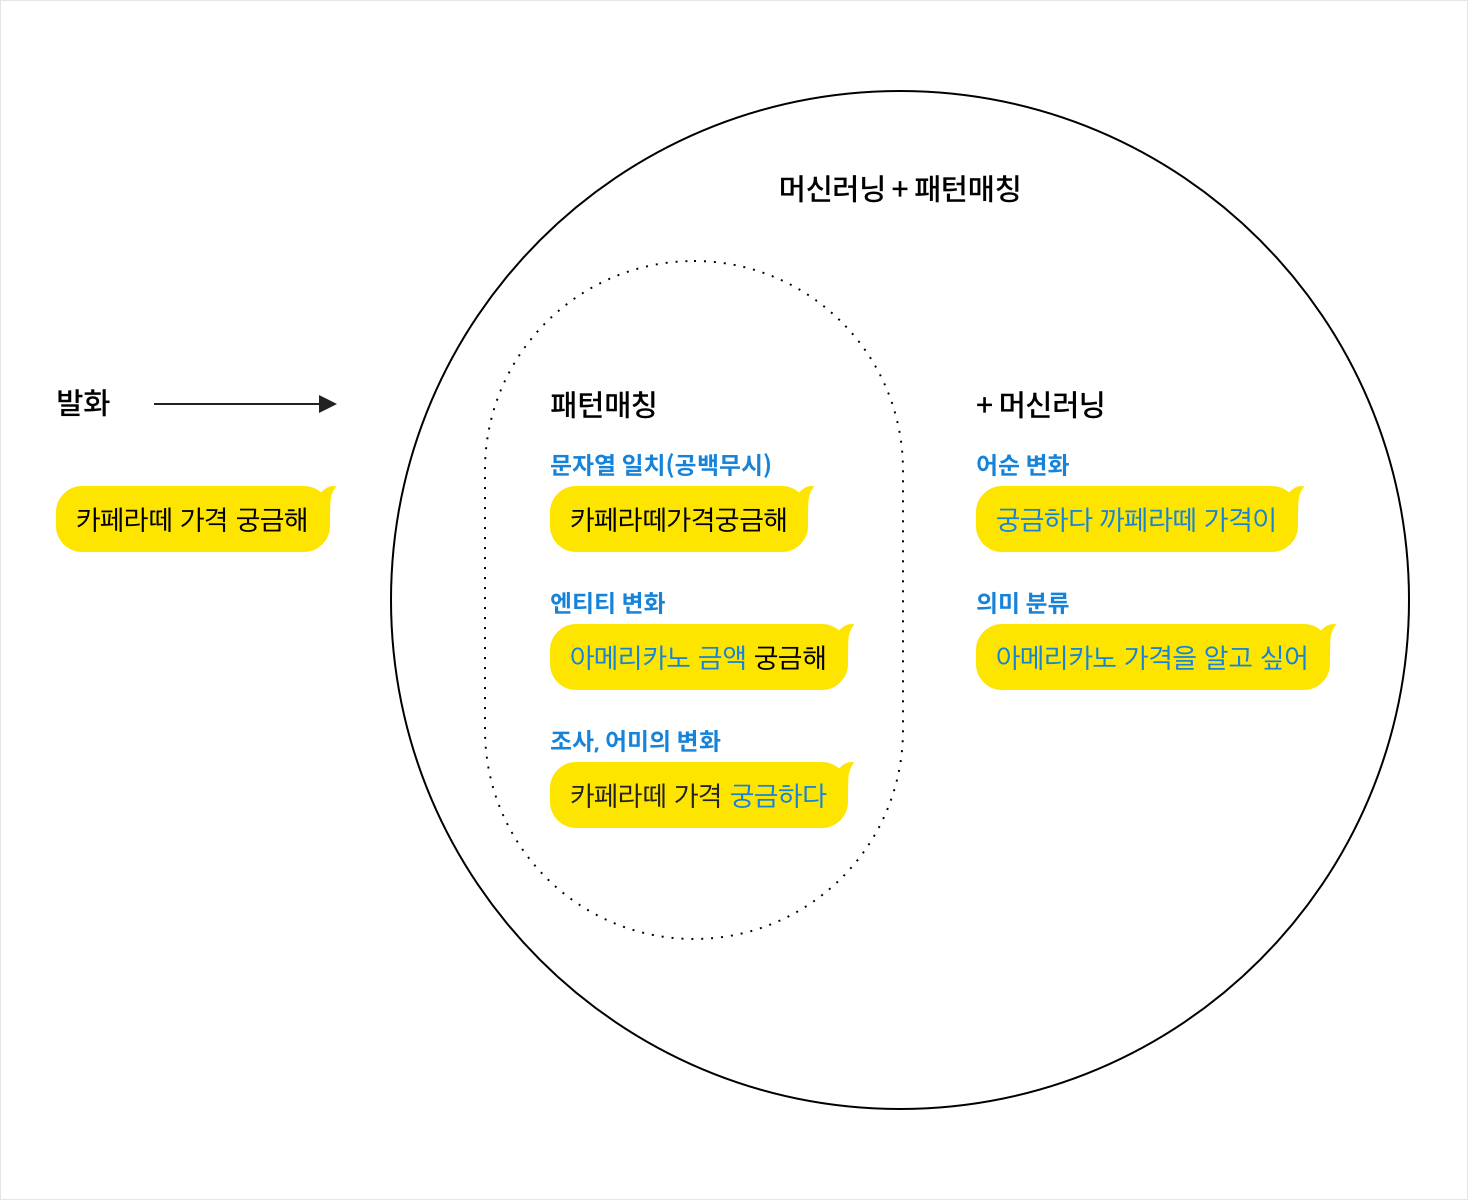 머신러닝 + 패턴매칭
발화
카페라떼 가격 궁금해
패턴매칭
문자열 일치(공백무시)
카페라떼가격궁금해
엔티티 변화
아메리카노 금액 궁금해
조사, 어미의 변화
카페라떼 가격 궁금하다
+ 머신러닝
어순 변화
궁금하다 까페라떼 가격이
의미 분류
아메리카노 가격을 알고 싶어